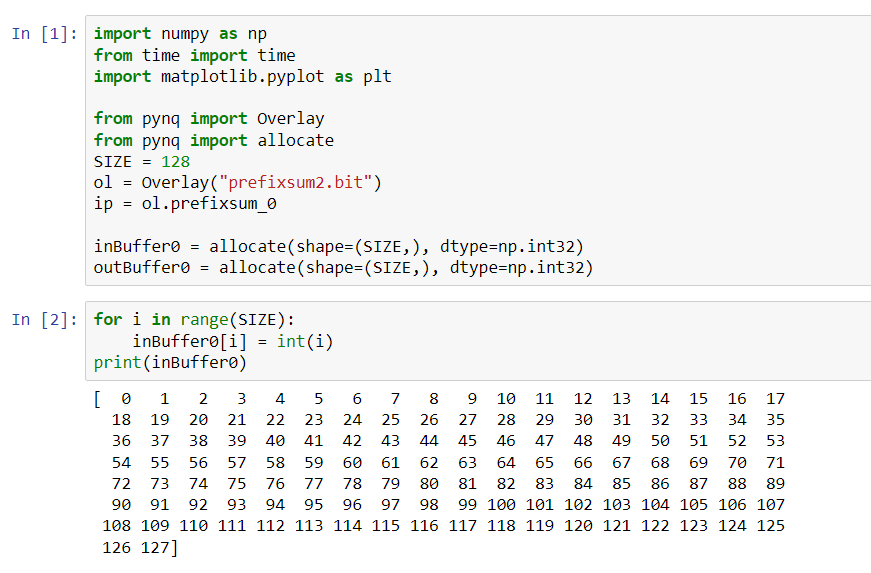 In [1]: import numpy as np
from time import time
import matplotlib.pyplot as plt
from pynq import Overlay
from pynq import allocate
SIZE = 128
ol = Overlay("prefixsum2.bit")
ip = ol.prefixsum_0
inBuffer0 = allocate(shape=(SIZE,), dtype=np.int32)
outBuffer0 = allocate(shape=(SIZE,), dtype=np.int32)
In [2]: for i in range(SIZE):
inBuffer0[i] = int(i)
print(inBuffer0)
[ 0 1 2 3 4 5 6 7 8 9 10 11 12 13 14 15 16 17
18 19 20 21 22 23 24 25 26 27 28 29 30 31 32 33 34 35
36 37 38 39 40 41 42 43 44 45 46 47 48 49 50 51 52 53
54 55 56 57 58 59 60 61 62 63 64 65 66 67 68 69 70 71
72 73 74 75 76 77 78 79 80 81 82 83 84 85 86 87 88 89
90 91 92 93 94 95 96 97 98 99 100 101 102 103 104 105 106 107
108 109 110 111 112 113 114 115 116 117 118 119 120 121 122 123 124 125
126 127]